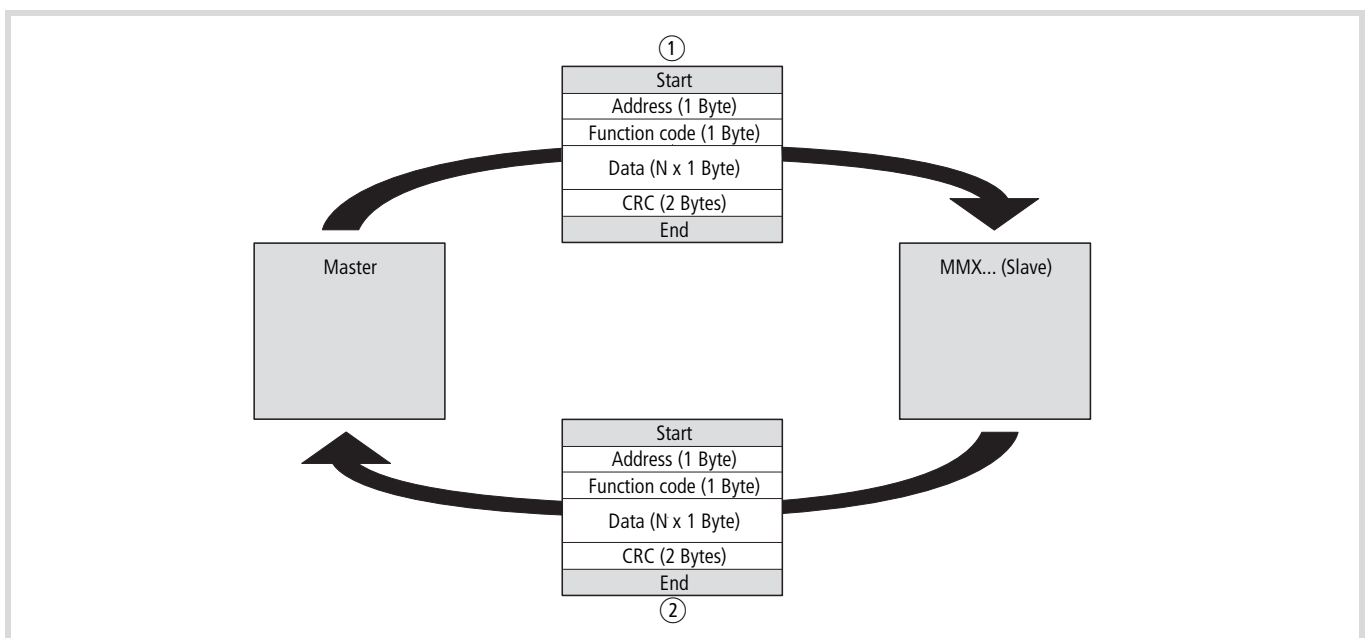 ①
Start
Address (1 Byte)
Function code (1 Byte)
Data (N x 1 Byte)
CRC (2 Bytes)
End
Master
MMX... (Slave)
Start
Address (1 Byte)
Function code (1 Byte)
Data (N x 1 Byte)
CRC (2 Bytes)
End
②